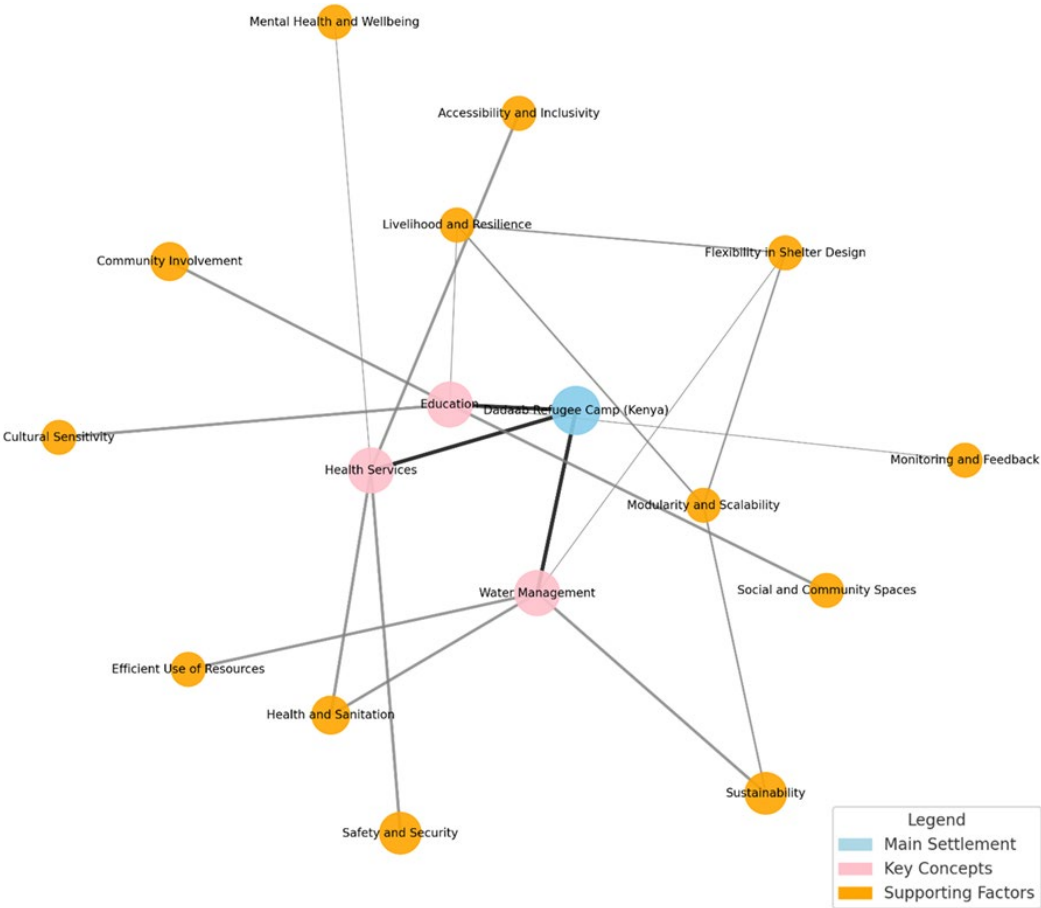 Mental Health and Wellbeing
Accessibility and Inclusivity
Livelihood and Resilience
Flexibility in Shelter Design
Community Involvement
Education
Dadaab Refugee Camp (Kenya)
Cultural Sensitivity
Monitoring and Feedback
Health Services
Modularity and Scalability
Social and Community Spaces
Water Management
Efficient Use of Resources
Health and Sanitation
Sustainability
Safety and Security
Legend
Main Settlement
Key Concepts
Supporting Factors